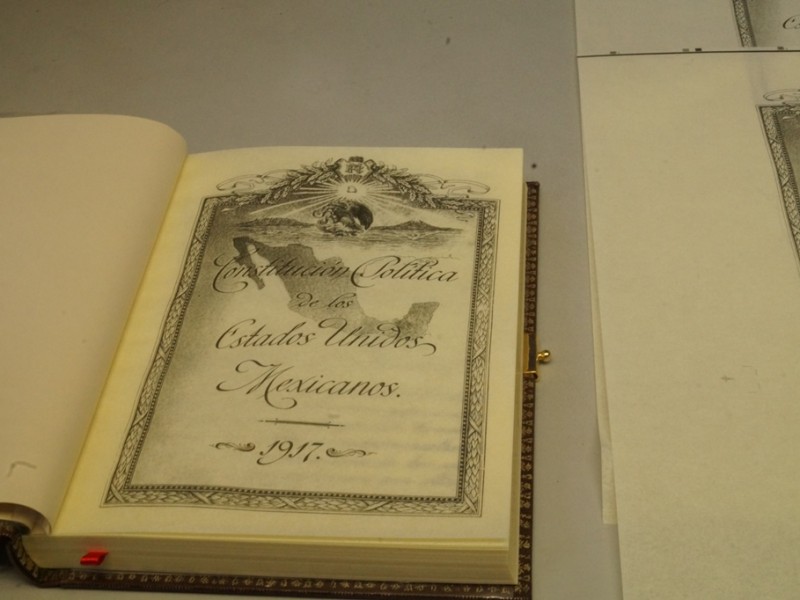 Constitución Política
de los
Estados Unidos
Mexicanos.
1917.